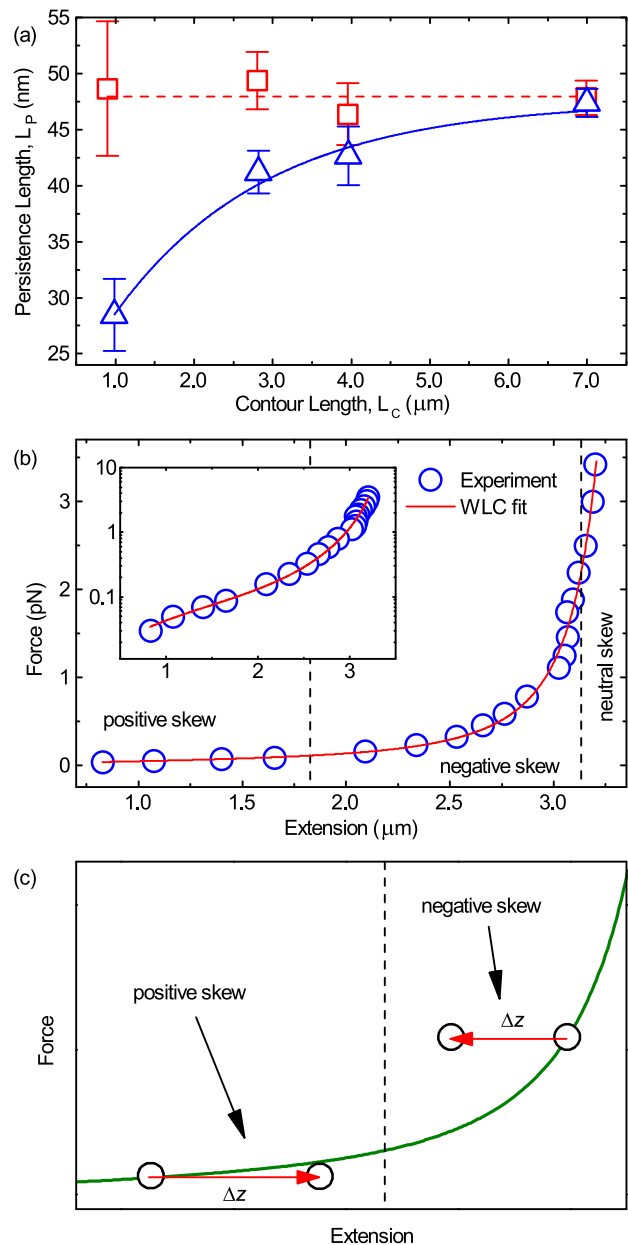 (a)
55
50
45
40
35
30
25
Persistence Length, L_P (nm)
1.0 2.0 3.0 4.0 5.0 6.0 7.0
Contour Length, L_C (μm)
(b)
3
2
1
0
Force (pN)
10
1
0.1
1 2 3
Experiment
WLC fit
positive skew
negative skew
neutral skew
1.0 1.5 2.0 2.5 3.0
Extension (μm)
(c)
negative skew
positive skew
Δz
Δz
Force
Extension